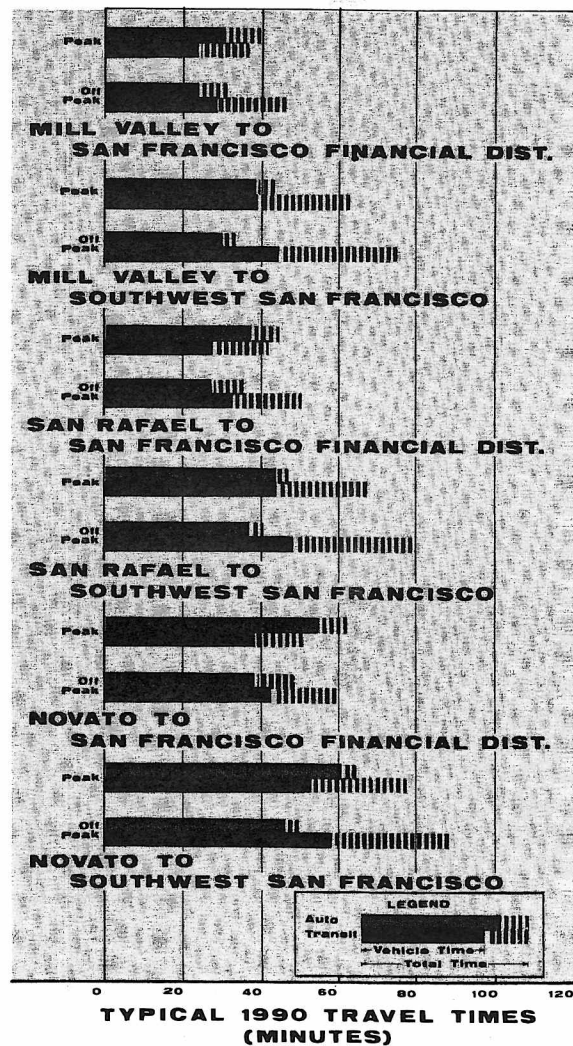 Peak
Off
Peak
MILL VALLEY TO
SAN FRANCISCO FINANCIAL DIST.
Peak
Off
Peak
MILL VALLEY TO
SOUTHWEST SAN FRANCISCO
Peak
Off
Peak
SAN RAFAEL TO
SAN FRANCISCO FINANCIAL DIST.
Peak
Off
Peak
SAN RAFAEL TO
SOUTHWEST SAN FRANCISCO
Peak
Off
Peak
NOVATO TO
SAN FRANCISCO FINANCIAL DIST.
Peak
Off
Peak
NOVATO TO
SOUTHWEST SAN FRANCISCO
LEGEND
Auto
Transit
Vehicle Time
Total Time
0 20 40 60 80 100 120
TYPICAL 1990 TRAVEL TIMES
(MINUTES)